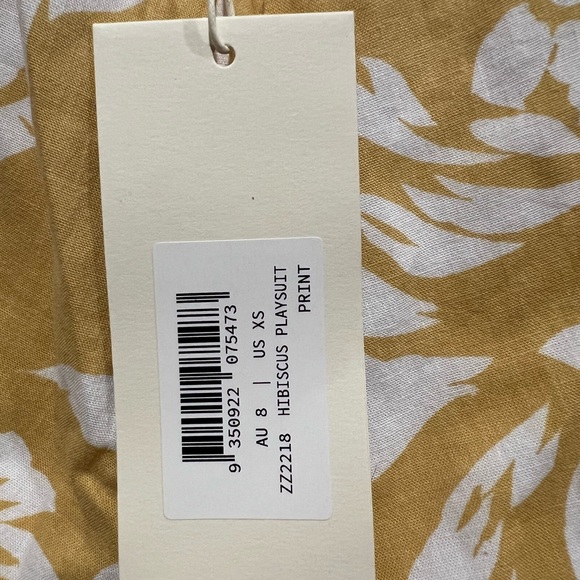 9 350922 075473
AU 8 | US XS
ZZ2218 HIBISCUS PLAYSUIT
PRINT